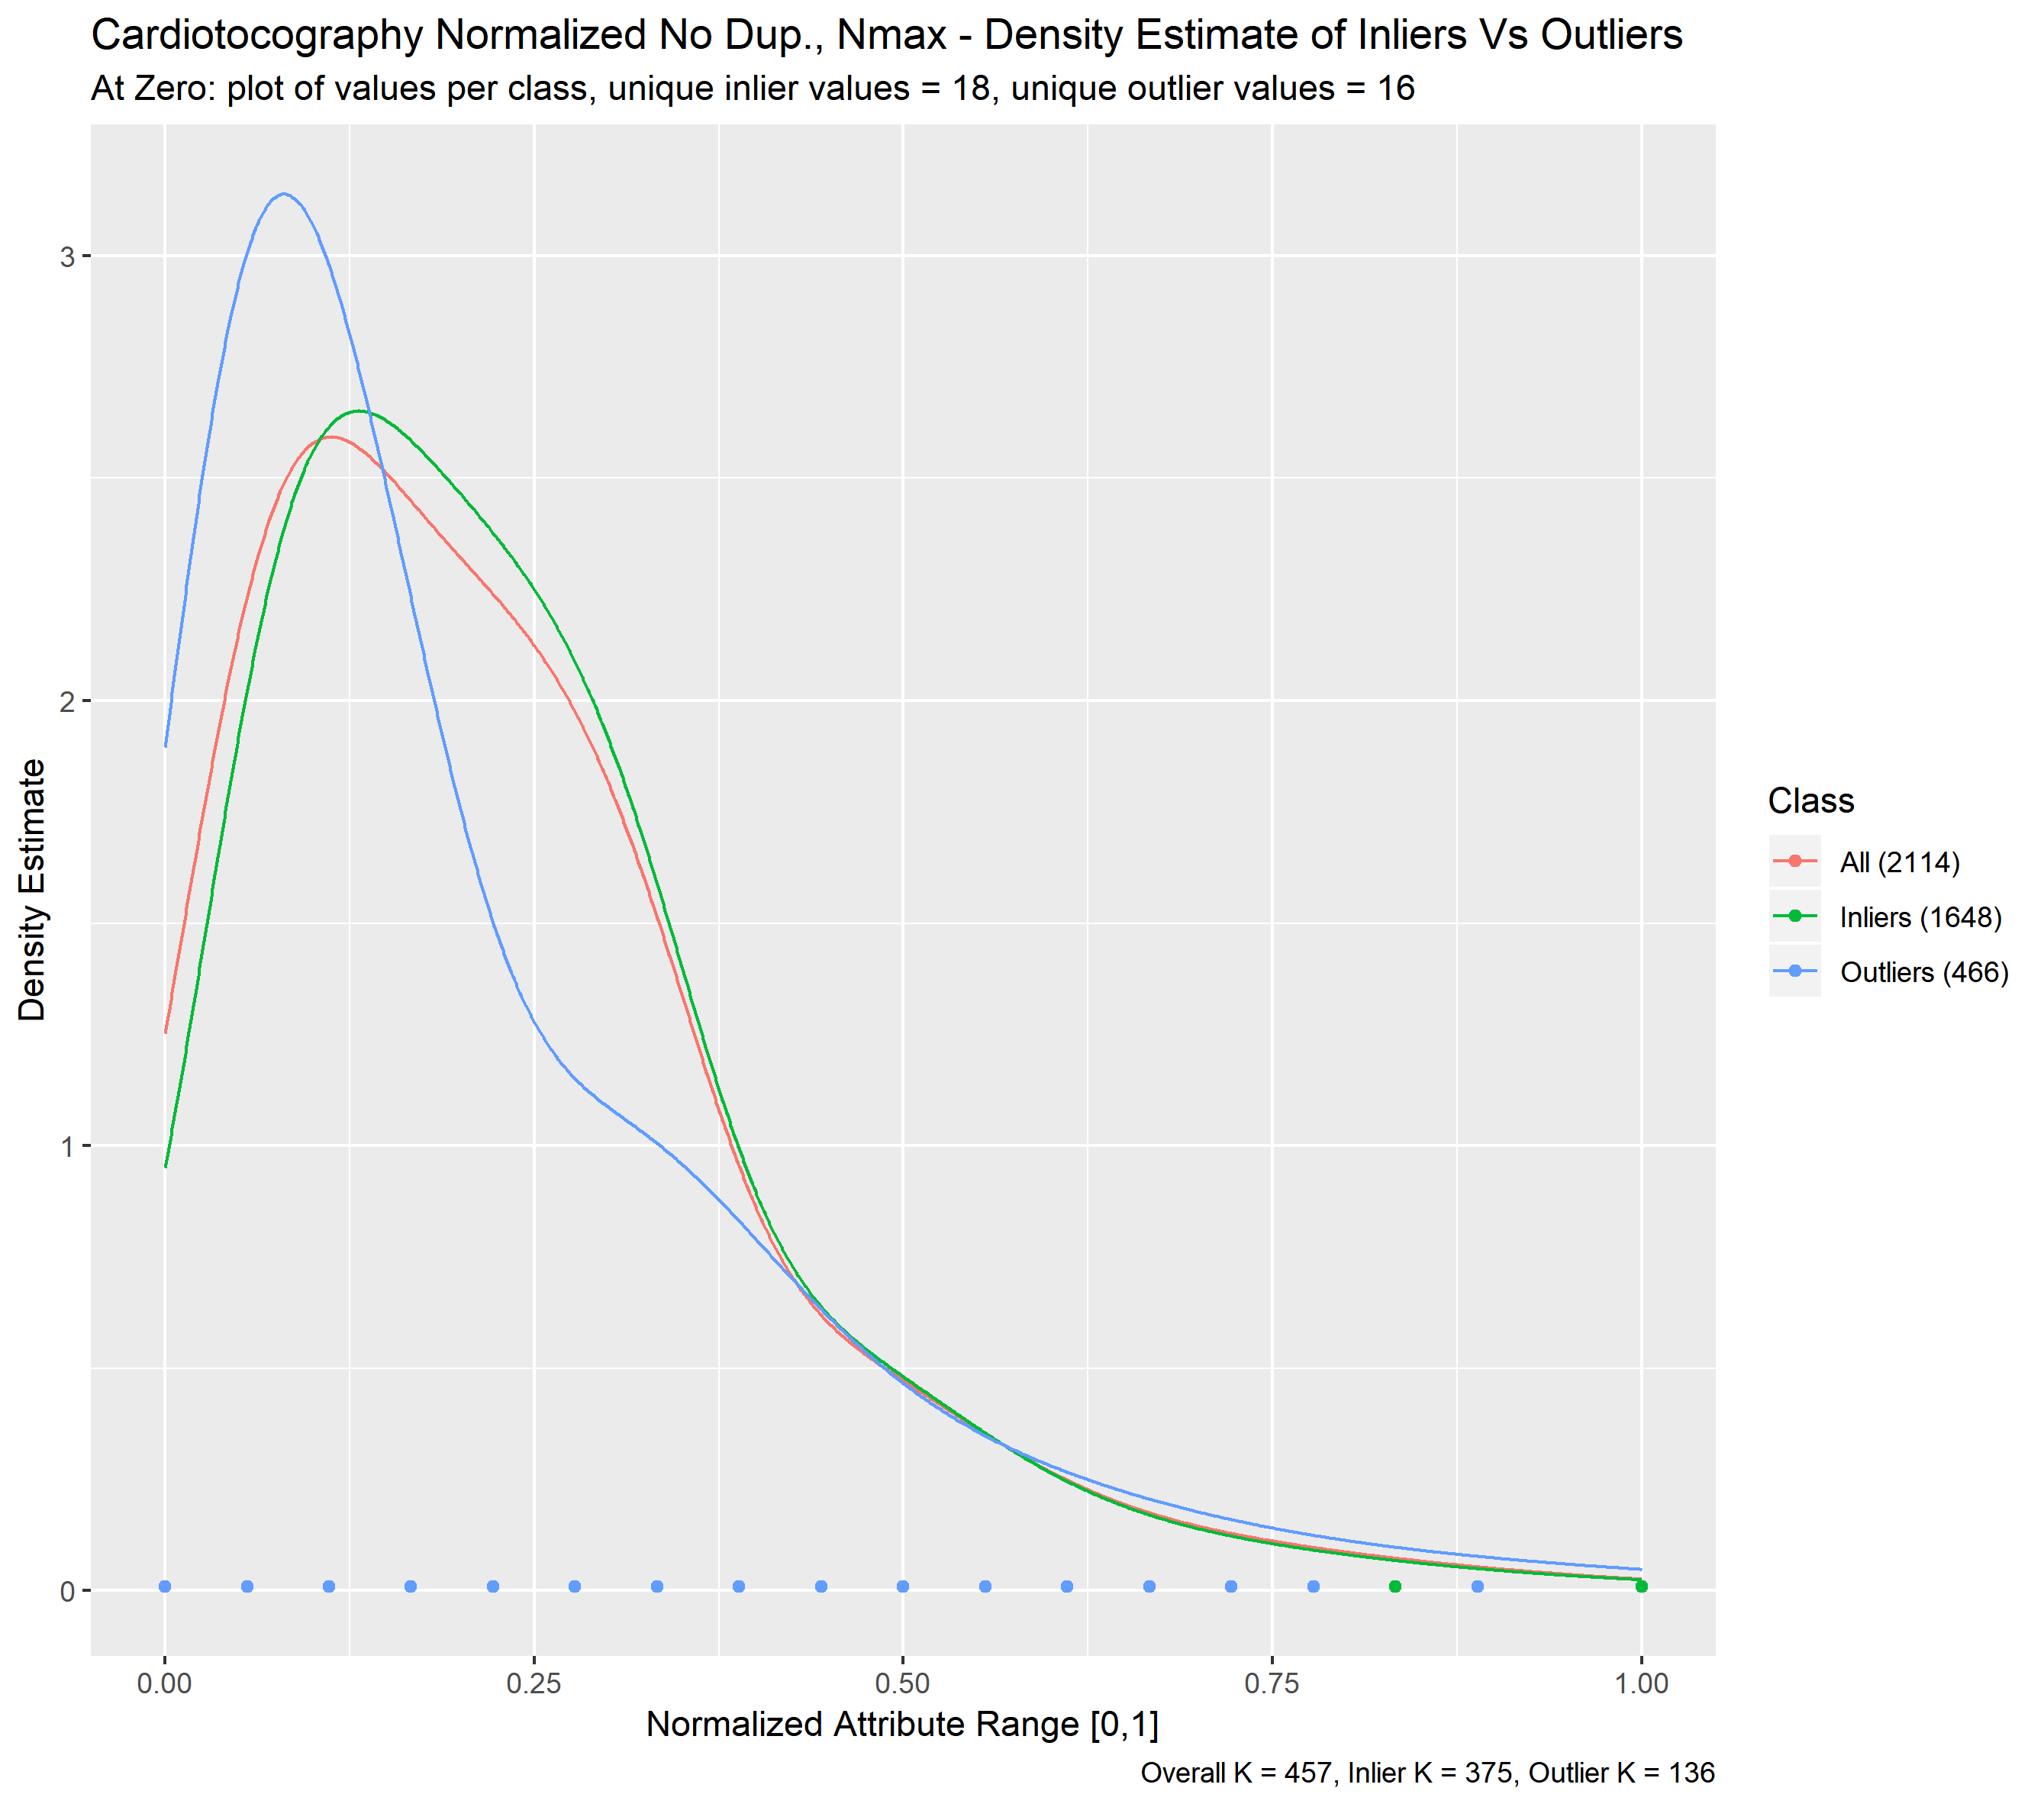 Cardiotocography Normalized No Dup., Nmax - Density Estimate of Inliers Vs Outliers
At Zero: plot of values per class, unique inlier values = 18, unique outlier values = 16
3
2
1
0
Density Estimate
0.00 0.25 0.50 0.75 1.00
Normalized Attribute Range [0,1]
Overall K = 457, Inlier K = 375, Outlier K = 136
Class
All (2114)
Inliers (1648)
Outliers (466)